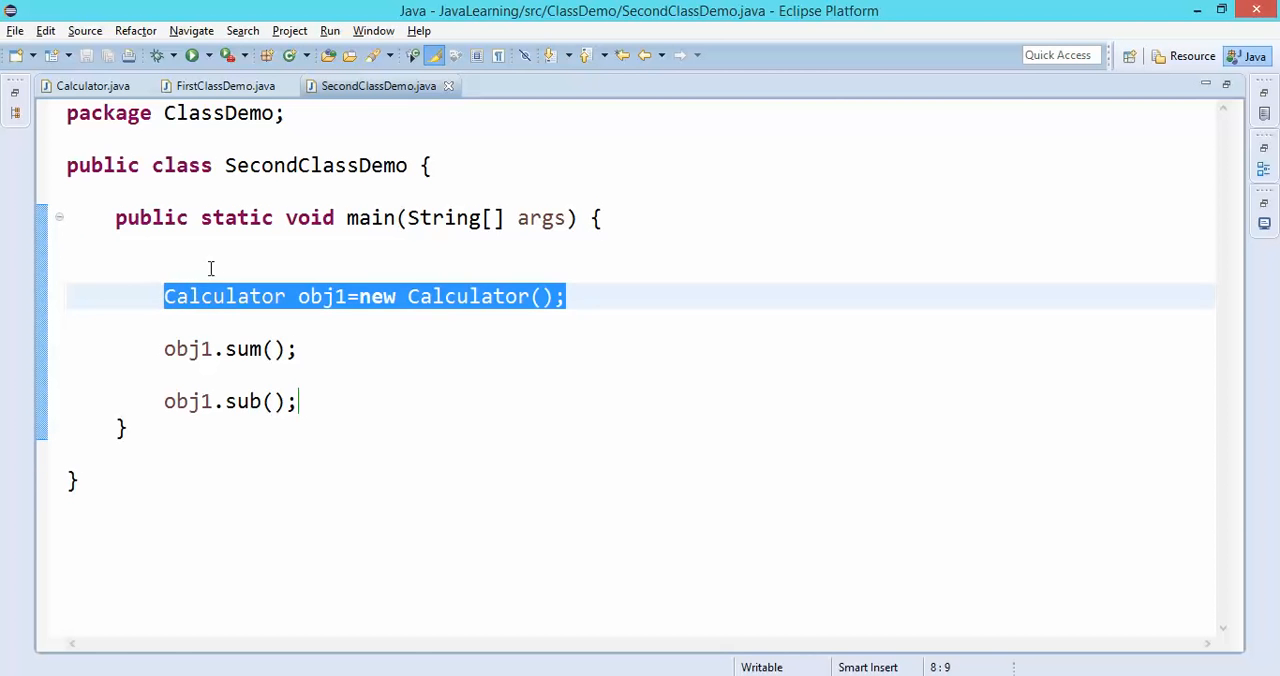 Java - JavaLearning/src/ClassDemo/SecondClassDemo.java - Eclipse Platform
File Edit Source Refactor Navigate Search Project Run Window Help
Quick Access Resource Java
Calculator.java FirstClassDemo.java SecondClassDemo.java
package ClassDemo;
public class SecondClassDemo {
public static void main(String[] args) {
Calculator obj1=new Calculator();
obj1.sum();
obj1.sub();
}
}
Writable Smart Insert 8:9